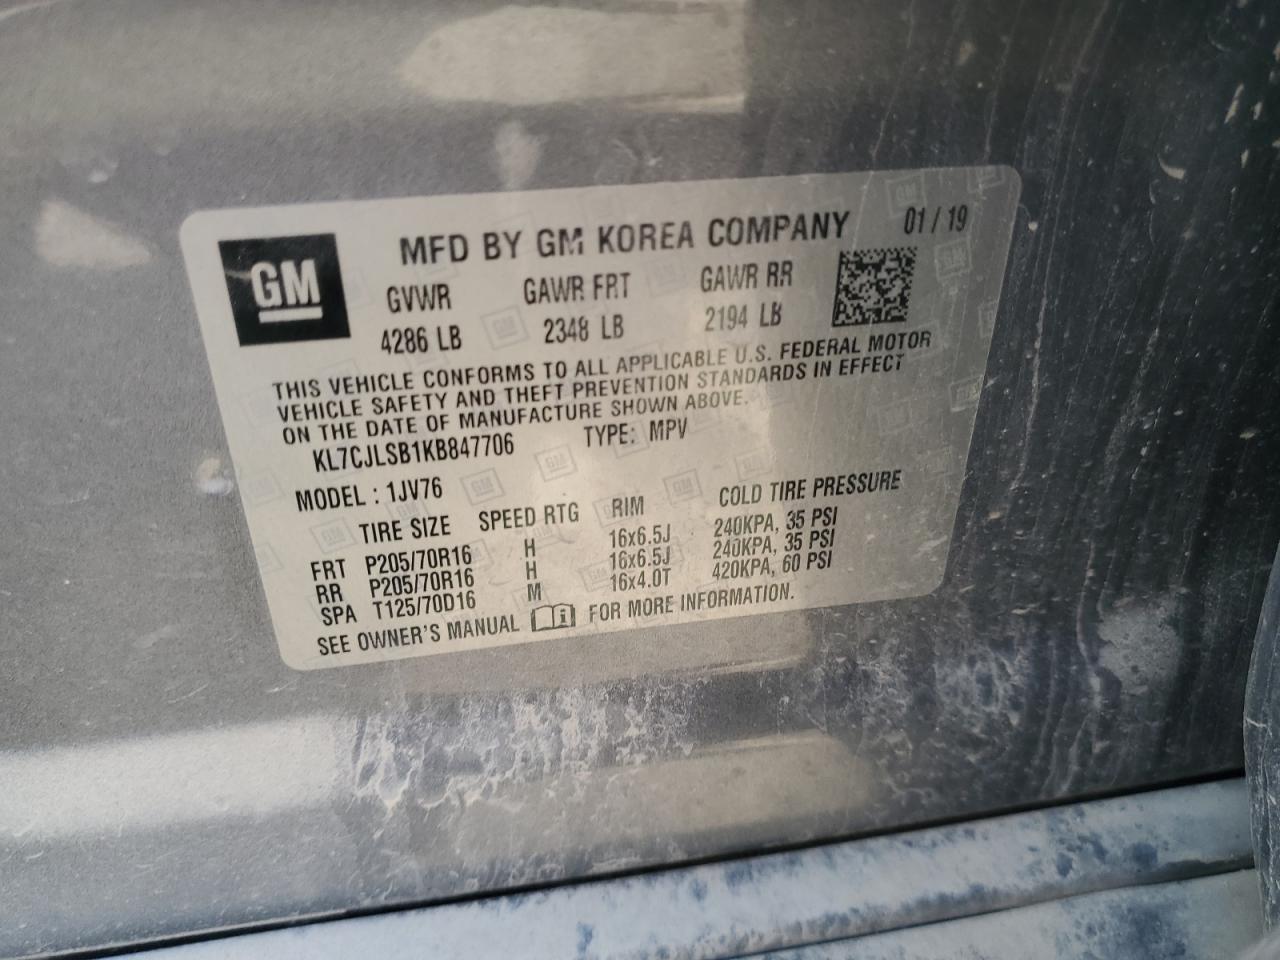 GM
MFD BY GM KOREA COMPANY 01 / 19
GVWR GAWR FRT GAWR RR
4286 LB 2348 LB 2194 LB
THIS VEHICLE CONFORMS TO ALL APPLICABLE U.S. FEDERAL MOTOR
VEHICLE SAFETY AND THEFT PREVENTION STANDARDS IN EFFECT
ON THE DATE OF MANUFACTURE SHOWN ABOVE.
KL7CJLSB1KB847706 TYPE: MPV
MODEL : 1JV76
TIRE SIZE SPEED RTG RIM COLD TIRE PRESSURE
FRT P205/70R16 H 16x6.5J 240KPA, 35 PSI
RR P205/70R16 H 16x6.5J 240KPA, 35 PSI
SPA T125/70D16 M 16x4.0T 420KPA, 60 PSI
SEE OWNER'S MANUAL i FOR MORE INFORMATION.